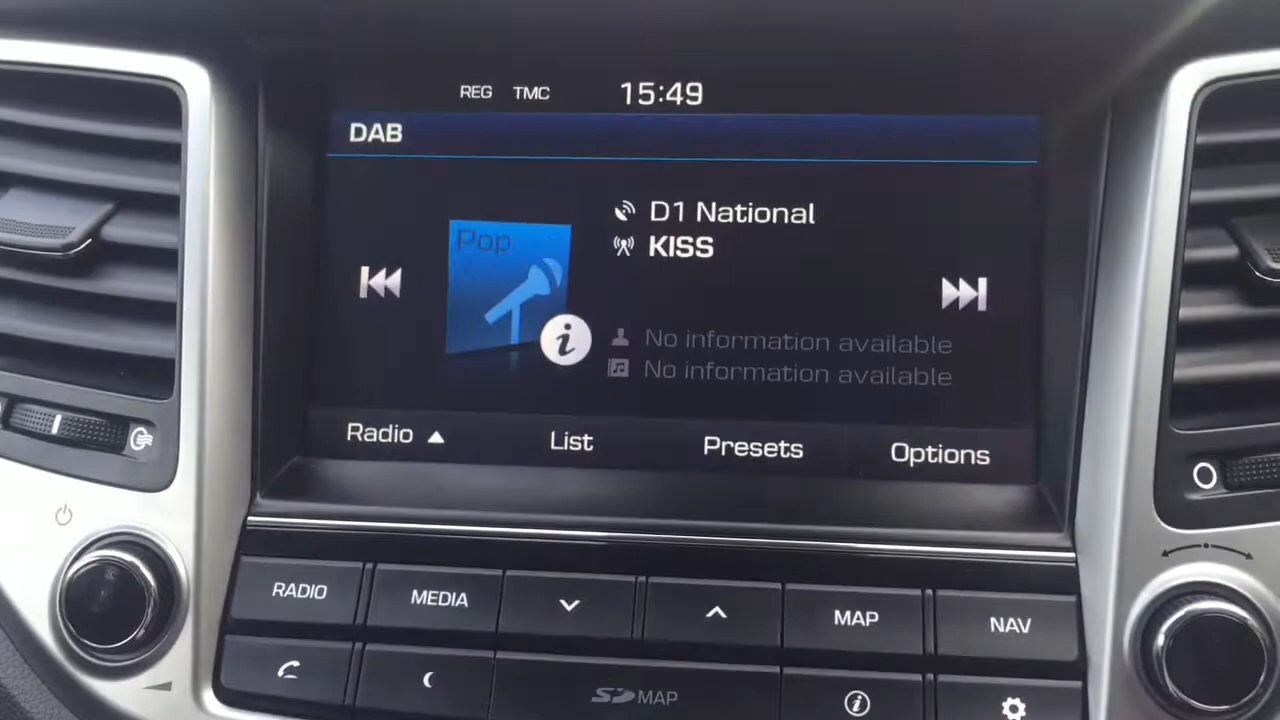 REG TMC 15:49
DAB
D1 National
Pop
KISS
No information available
No information available
Radio List Presets Options
RADIO MEDIA MAP NAV
SD MAP